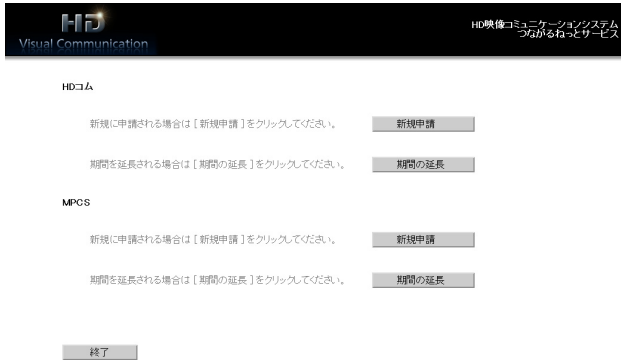 HD
Visual Communication
HD映像コミュニケーションシステム
つながるねっとサービス
HDコム
新規に申請される場合は [ 新規申請 ] をクリックしてください。
新規申請
期間を延長される場合は [ 期間の延長 ] をクリックしてください。
期間の延長
MPCS
新規に申請される場合は [ 新規申請 ] をクリックしてください。
新規申請
期間を延長される場合は [ 期間の延長 ] をクリックしてください。
期間の延長
終了